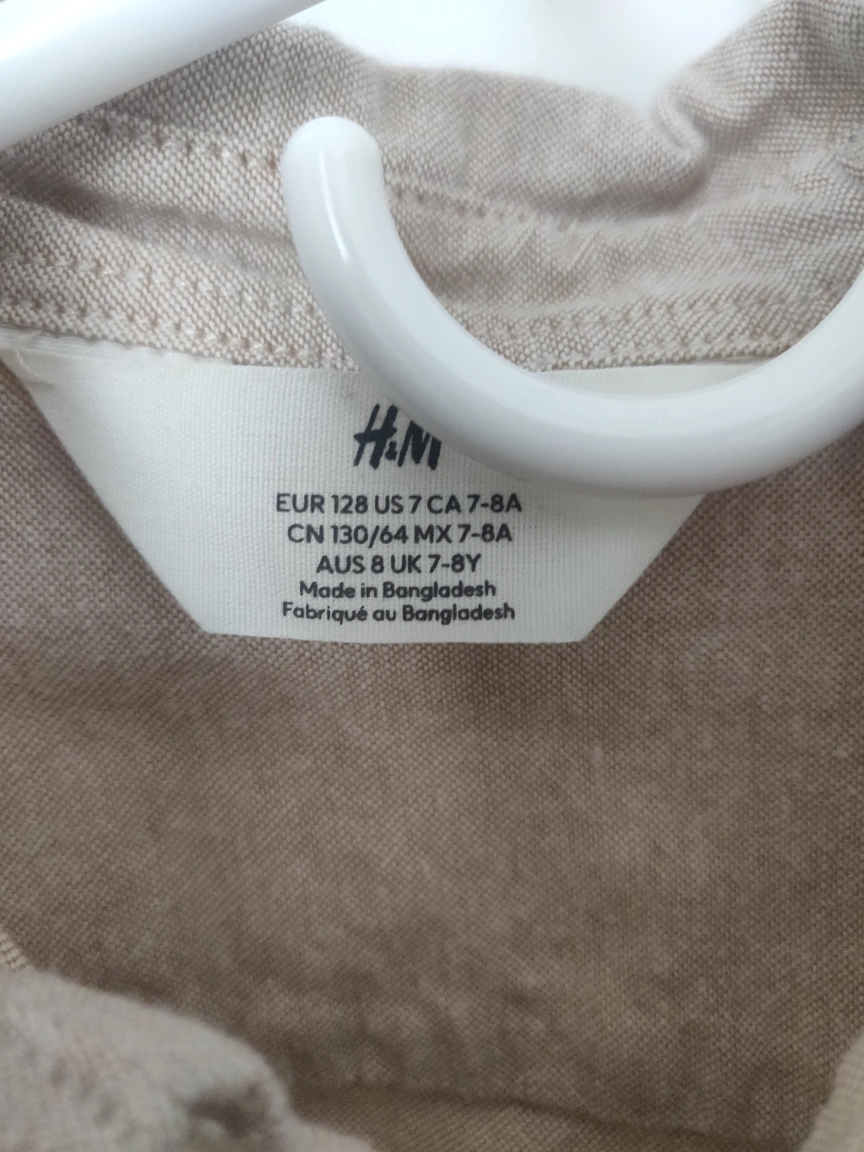 H&M
EUR 128 US 7 CA 7-8A
CN 130/64 MX 7-8A
AUS 8 UK 7-8Y
Made in Bangladesh
Fabriqué au Bangladesh